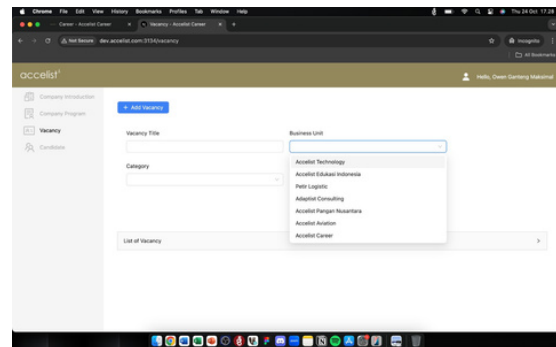 Chrome File Edit View History Bookmarks Profiles Tab Window Help Thu 24 Oct 17.28
Career - Accelist Career Vacancy - Accelist Career
Not Secure dev.accelist.com:3154/vacancy Incognito
All Bookmarks
accelist' Hello, Owen Ganteng Maksimal
Company Introduction
Company Program
Vacancy
Candidate
+ Add Vacancy
Vacancy Title Business Unit
Category
Accelist Technology
Accelist Edukasi Indonesia
Petir Logistic
Adaptist Consulting
Accelist Pangan Nusantara
Accelist Aviation
Accelist Career
List of Vacancy